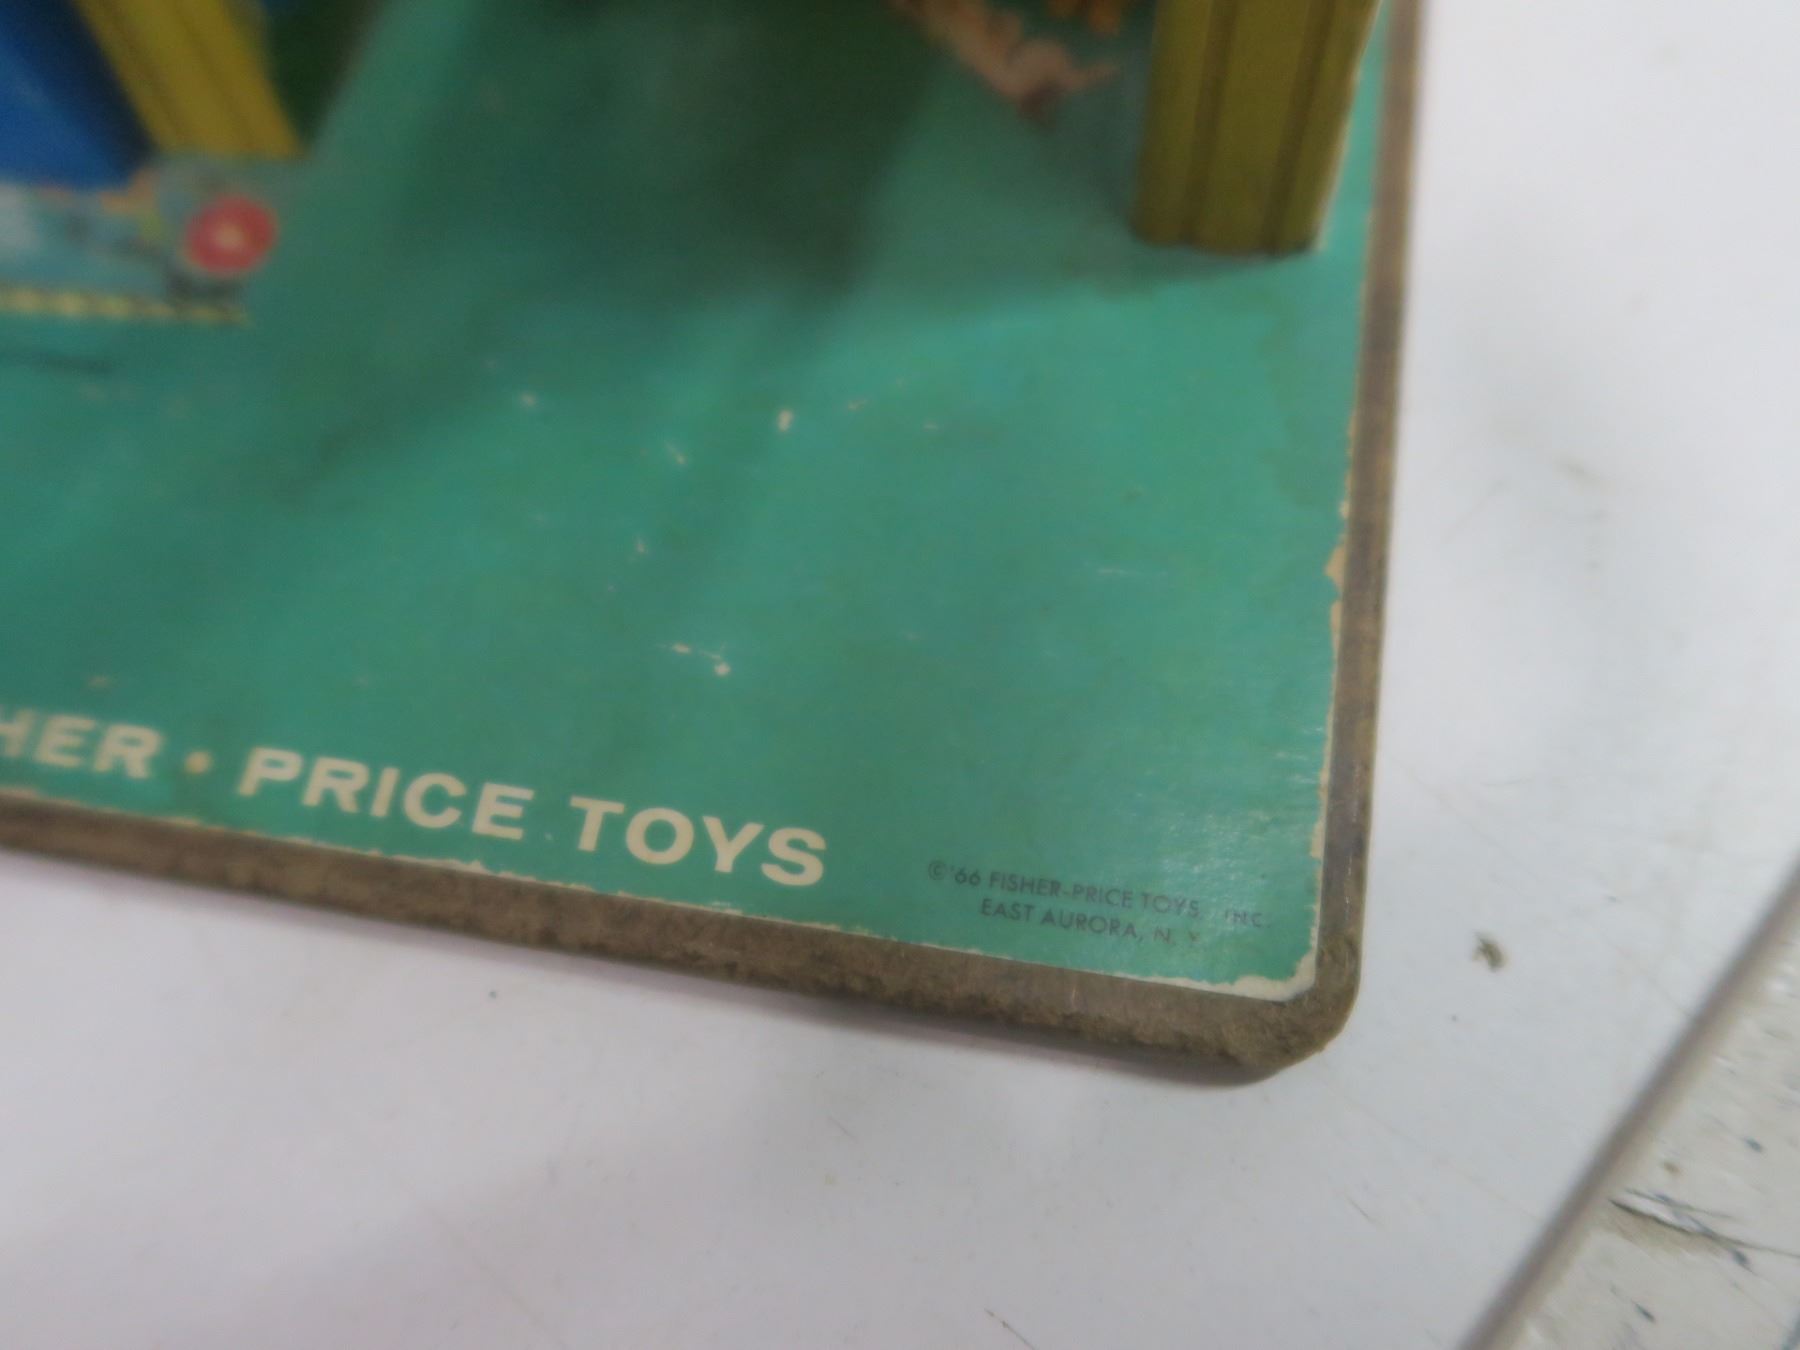 HER • PRICE TOYS
©'66 FISHER-PRICE TOYS, INC.
EAST AURORA, N. Y.